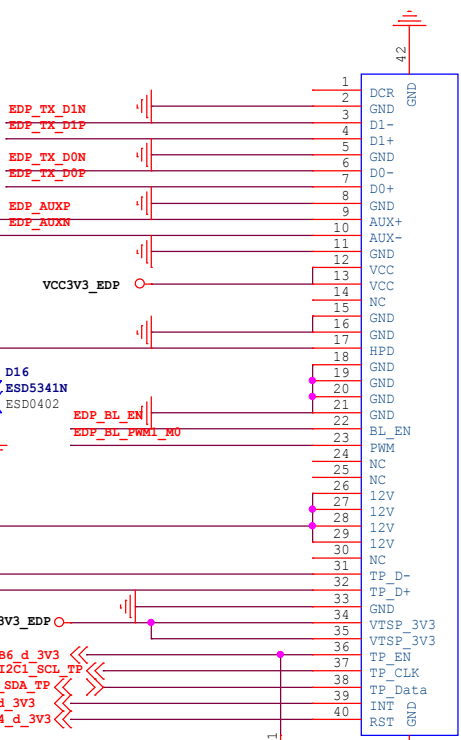 42
GND
1 DCR
2 GND
EDP_TX_D1N 3 D1-
EDP_TX_D1P 4 D1+
5 GND
EDP_TX_D0N 6 D0-
EDP_TX_D0P 7 D0+
8 GND
EDP_AUXP 9 AUX+
EDP_AUXN 10 AUX-
11 GND
12 VCC
VCC3V3_EDP 13 VCC
14 NC
15 GND
16 GND
17 HPD
18 GND
D16
ESD5341N
ESD0402
19 GND
20 GND
21 GND
EDP_BL_EN 22 BL_EN
EDP_BL_PWM1_M0 23 PWM
24 NC
25 NC
26 12V
27 12V
28 12V
29 12V
30 NC
31 TP_D-
32 TP_D+
33 GND
3V3_EDP 34 VTSP_3V3
35 VTSP_3V3
B6_d_3V3 36 TP_EN
I2C1_SCL_TP 37 TP_CLK
_SDA_TP 38 TP_Data
d_3V3 39 INT
4_d_3V3 40 RST
GND
1